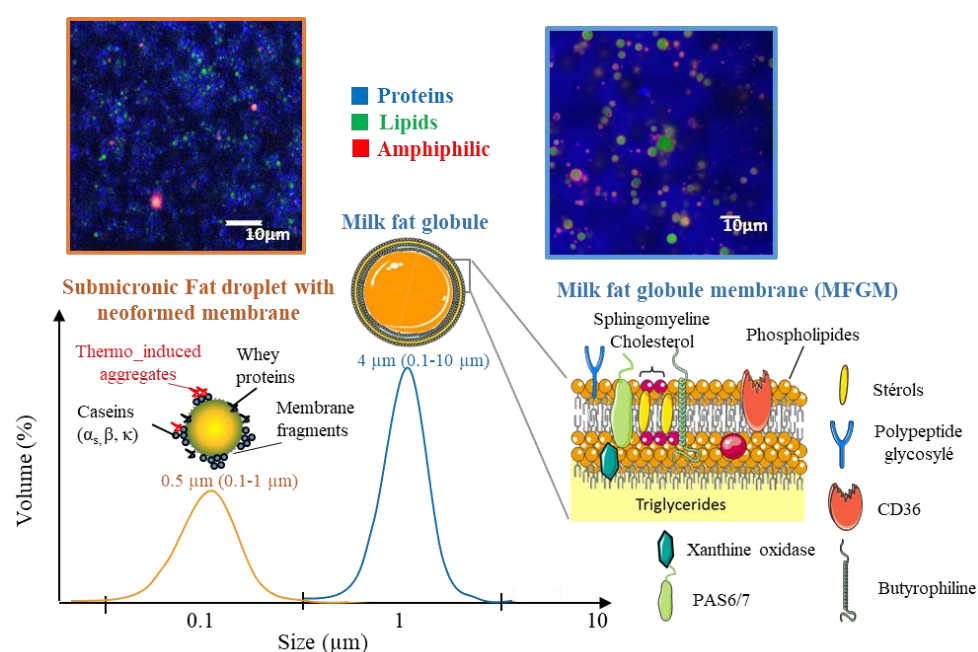 10µm
Proteins
Lipids
Amphiphilic
10µm
Milk fat globule
Submicronic Fat droplet with
neoformed membrane
Thermo_induced
aggregates
Whey
proteins
Caseins
(αs, β, κ)
Membrane
fragments
0.5 µm (0.1-1 µm)
4 µm (0.1-10 µm)
Milk fat globule membrane (MFGM)
Sphingomyeline
Cholesterol
Phospholipides
Stérols
Polypeptide
glycosylé
CD36
Butyrophiline
Triglycerides
Xanthine oxidase
PAS6/7
Volume (%)
0.1
1
10
Size (µm)